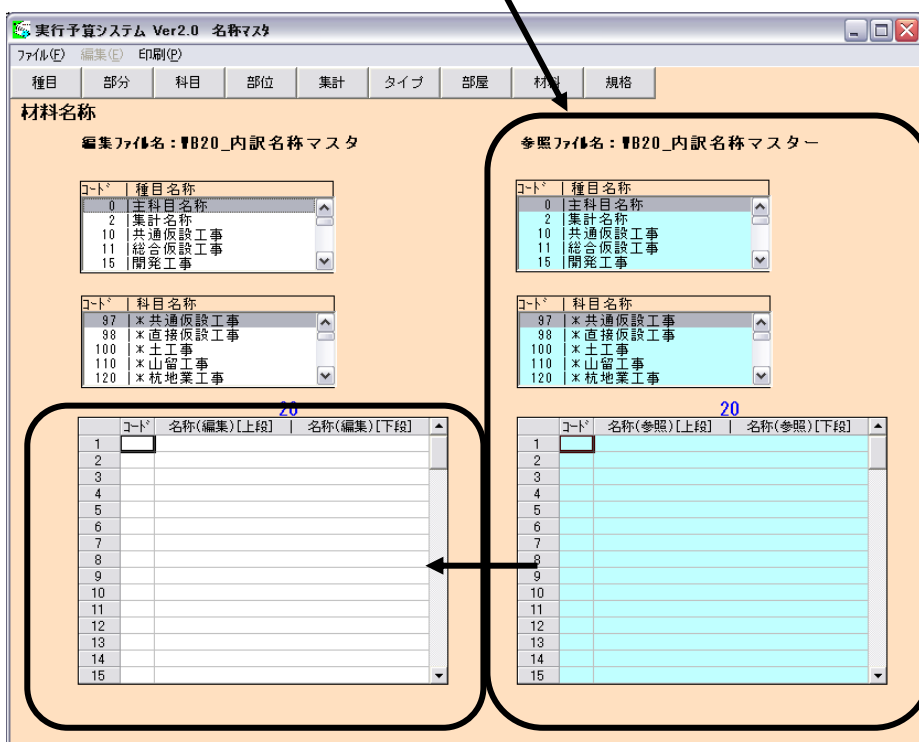 実行予算システム Ver2.0 名称マスタ
ファイル(F) 編集(E) 印刷(P)
種目 部分 科目 部位 集計 タイプ 部屋 材料 規格
材料名称
編集ファイル名:¥B20_内訳名称マスタ
参照ファイル名:¥B20_内訳名称マスター
コード | 種目名称
0 |主科目名称
2 |集計名称
10 |共通仮設工事
11 |総合仮設工事
15 |開発工事
コード | 種目名称
0 |主科目名称
2 |集計名称
10 |共通仮設工事
11 |総合仮設工事
15 |開発工事
コード | 科目名称
97 |*共通仮設工事
98 |*直接仮設工事
100 |*土工事
110 |*山留工事
120 |*杭地業工事
コード | 科目名称
97 |*共通仮設工事
98 |*直接仮設工事
100 |*土工事
110 |*山留工事
120 |*杭地業工事
20
コード 名称(編集)[上段] | 名称(編集)[下段]
1
2
3
4
5
6
7
8
9
10
11
12
13
14
15
20
コード 名称(参照)[上段] | 名称(参照)[下段]
1
2
3
4
5
6
7
8
9
10
11
12
13
14
15